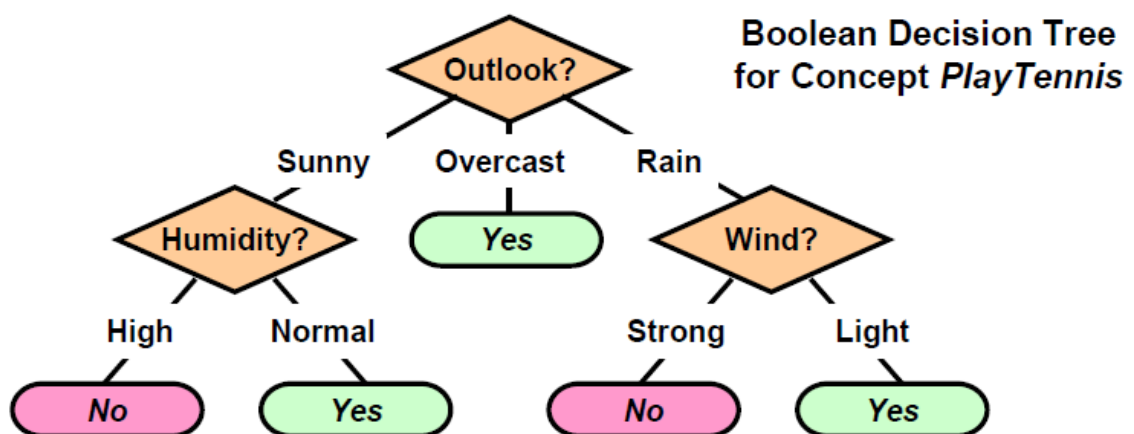 Boolean Decision Tree
for Concept PlayTennis
Outlook?
Sunny Overcast Rain
Humidity? Yes Wind?
High Normal Strong Light
No Yes No Yes